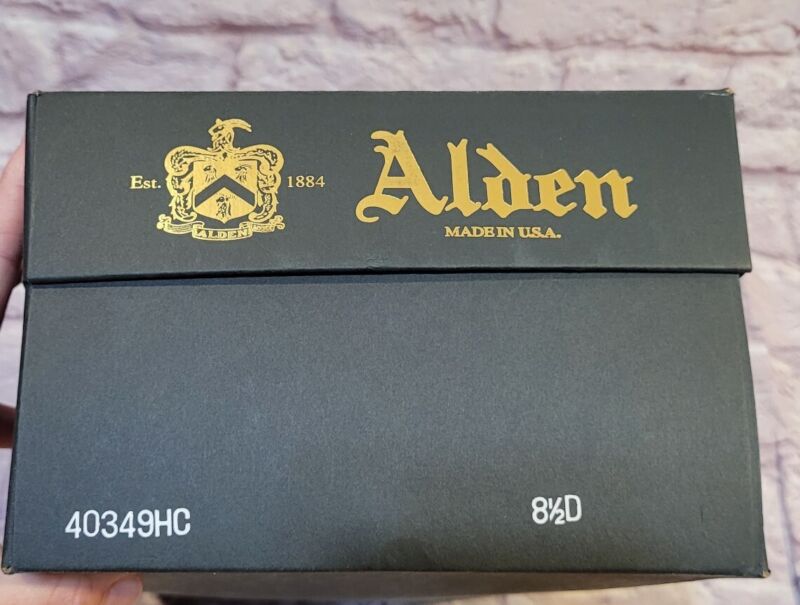 Est. 1884
ALDEN
Alden
MADE IN U.S.A.
40349HC
8½D